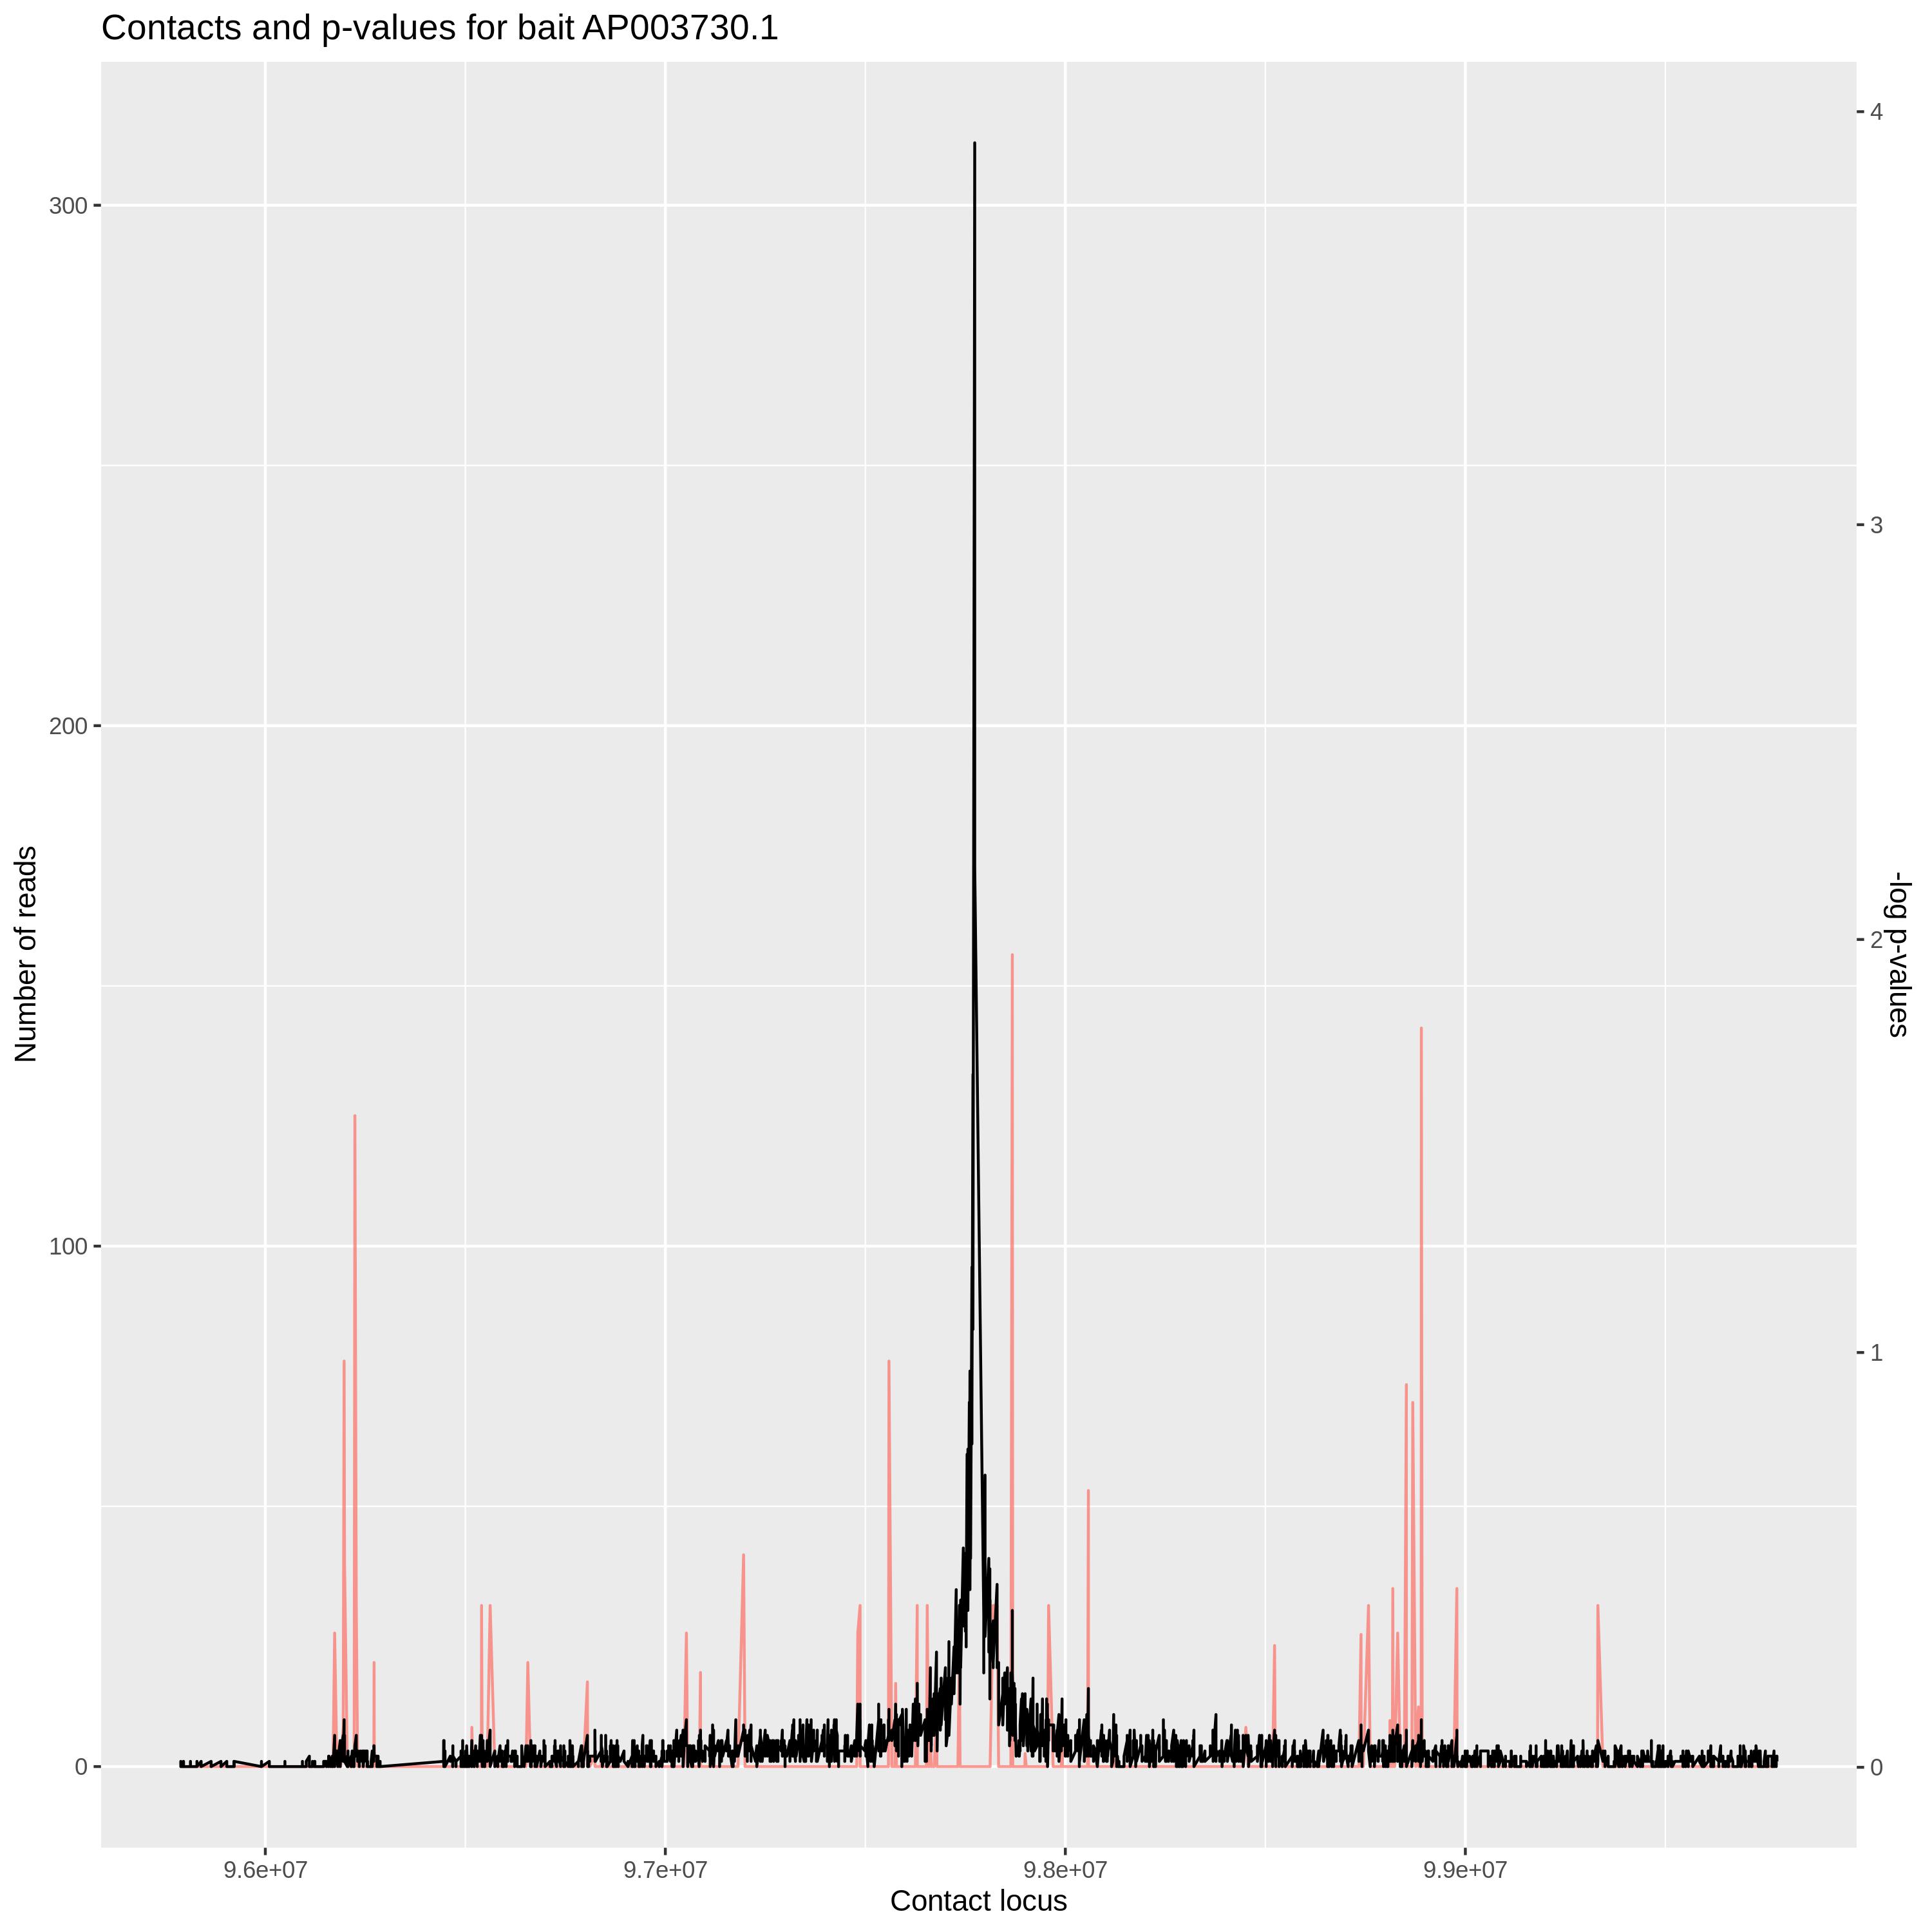 Contacts and p-values for bait AP003730.1
300
200
100
0
Number of reads
4
3
2
1
0
-log p-values
9.6e+07
9.7e+07
9.8e+07
9.9e+07
Contact locus